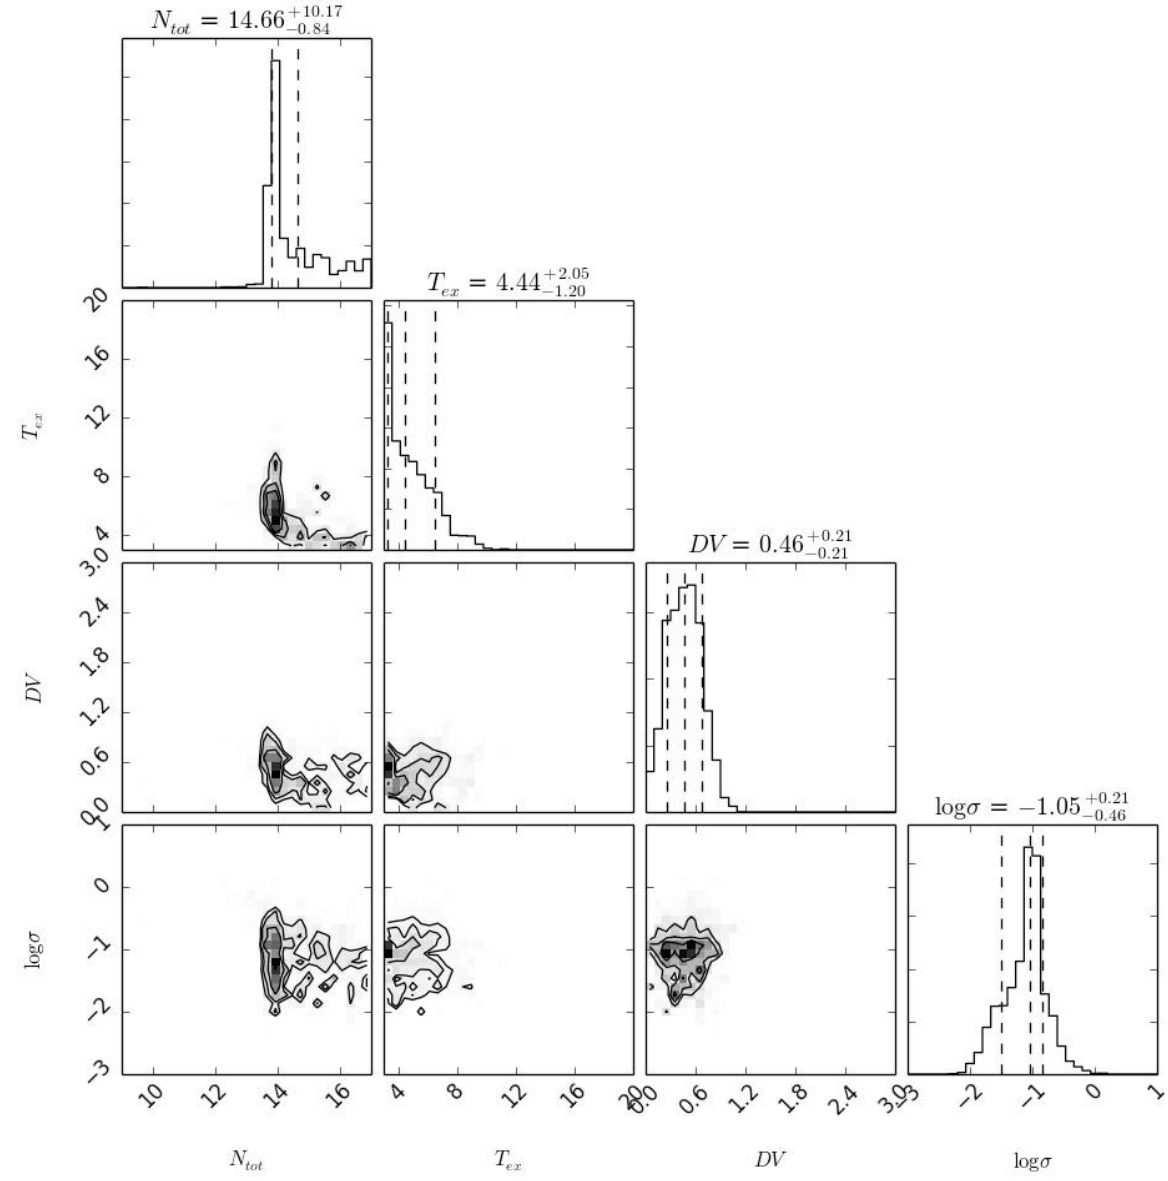 N_tot = 14.66 +10.17 −0.84
T_ex = 4.44 +2.05 −1.20
20
16
12
8
4
T_ex
DV = 0.46 +0.21 −0.21
3.0
2.4
1.8
1.2
0.6
0.0
DV
logσ = −1.05 +0.21 −0.46
1
0
−1
−2
−3
logσ
10 12 14 16
4 8 12 16 20
0.0 0.6 1.2 1.8 2.4 3.0
−3 −2 −1 0 1
N_tot T_ex DV logσ